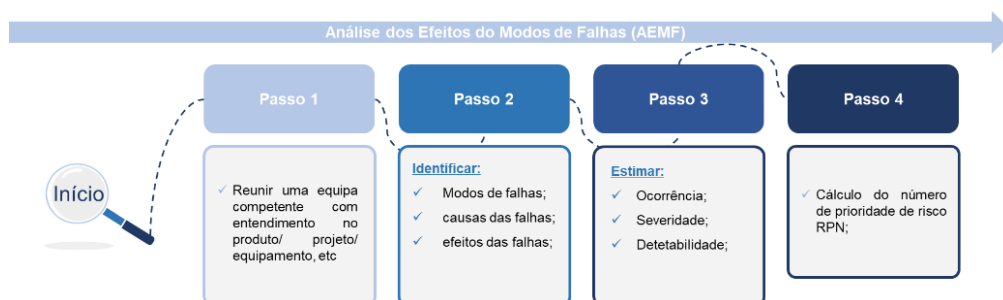 Análise dos Efeitos do Modos de Falhas (AEMF)
Início
Passo 1
Reunir uma equipa
competente com
entendimento no
produto/ projeto/
equipamento, etc
Passo 2
Identificar:
Modos de falhas;
causas das falhas;
efeitos das falhas;
Passo 3
Estimar:
Ocorrência;
Severidade;
Detetabilidade;
Passo 4
Cálculo do número
de prioridade de risco
RPN;